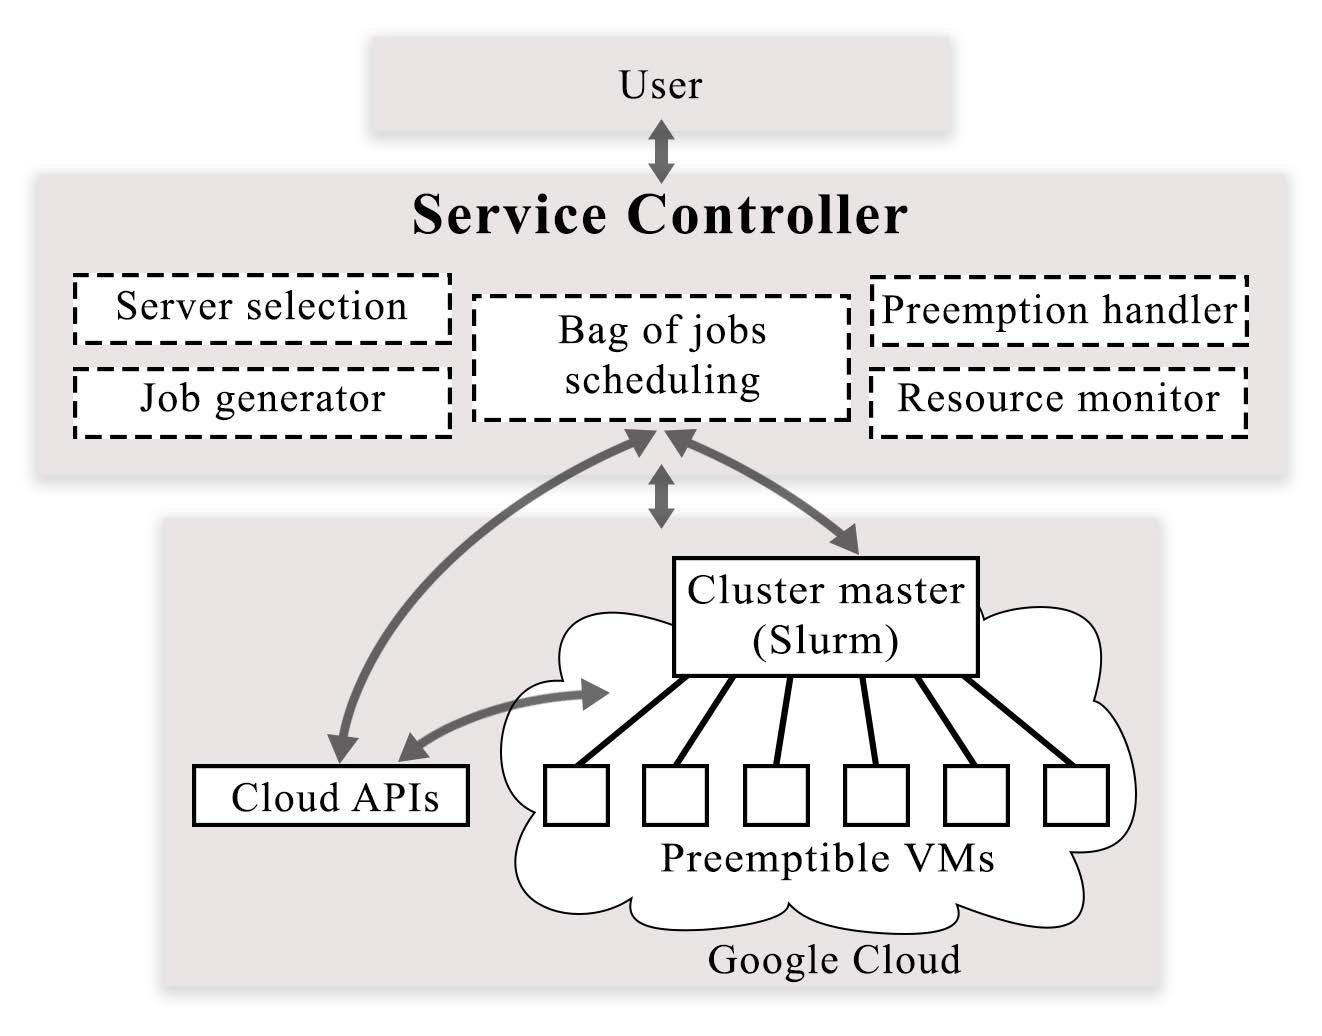 User
Service Controller
Server selection
Job generator
Bag of jobs
scheduling
Preemption handler
Resource monitor
Cluster master
(Slurm)
Cloud APIs
Preemptible VMs
Google Cloud